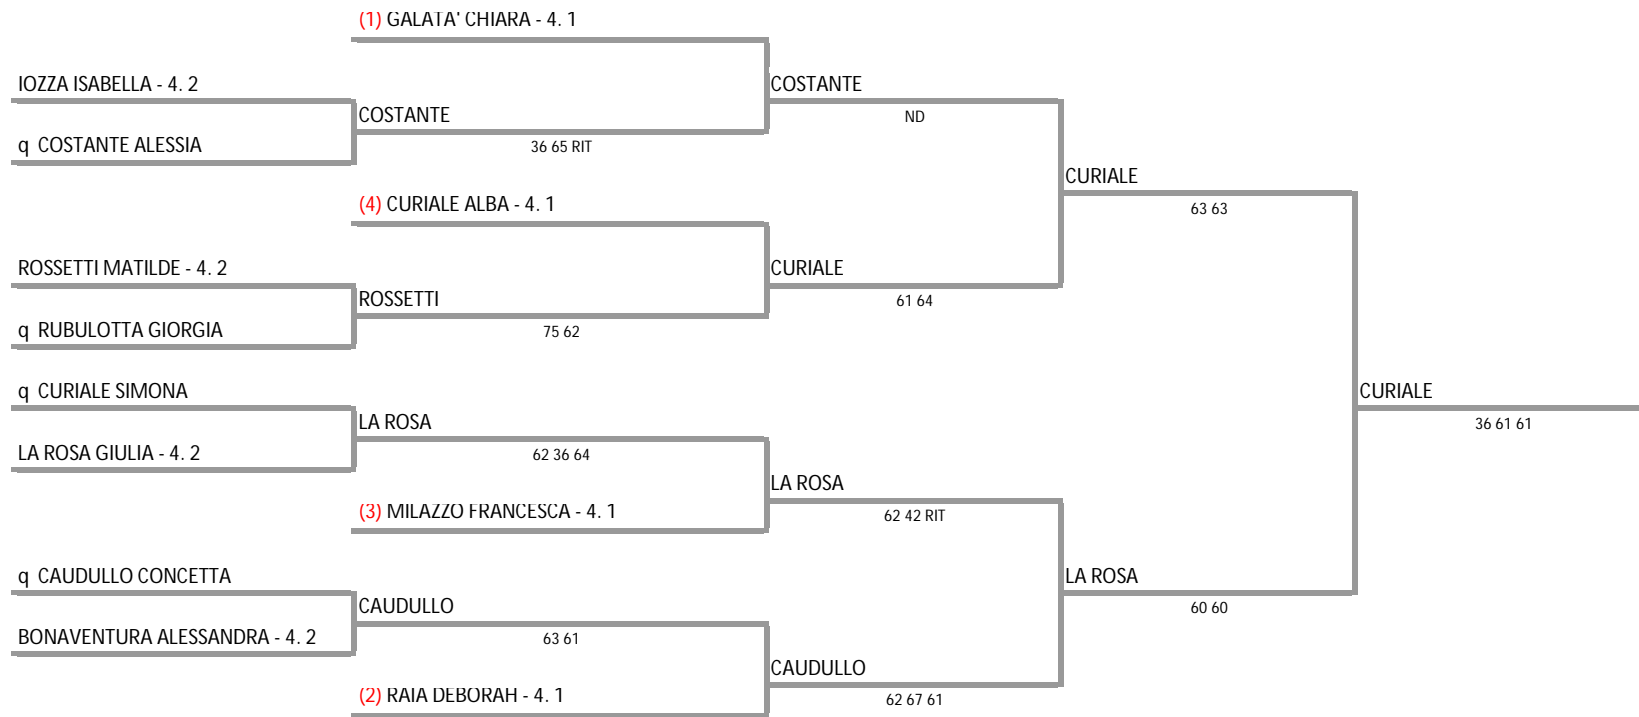 (1) GALATA' CHIARA - 4. 1
IOZZA ISABELLA - 4. 2
COSTANTE
COSTANTE
ND
q COSTANTE ALESSIA
36 65 RIT
CURIALE
63 63
(4) CURIALE ALBA - 4. 1
ROSSETTI MATILDE - 4. 2
CURIALE
ROSSETTI
61 64
q RUBULOTTA GIORGIA
75 62
q CURIALE SIMONA
CURIALE
LA ROSA
36 61 61
LA ROSA GIULIA - 4. 2
62 36 64
LA ROSA
(3) MILAZZO FRANCESCA - 4. 1
62 42 RIT
q CAUDULLO CONCETTA
LA ROSA
CAUDULLO
60 60
BONAVENTURA ALESSANDRA - 4. 2
63 61
CAUDULLO
(2) RAIA DEBORAH - 4. 1
62 67 61